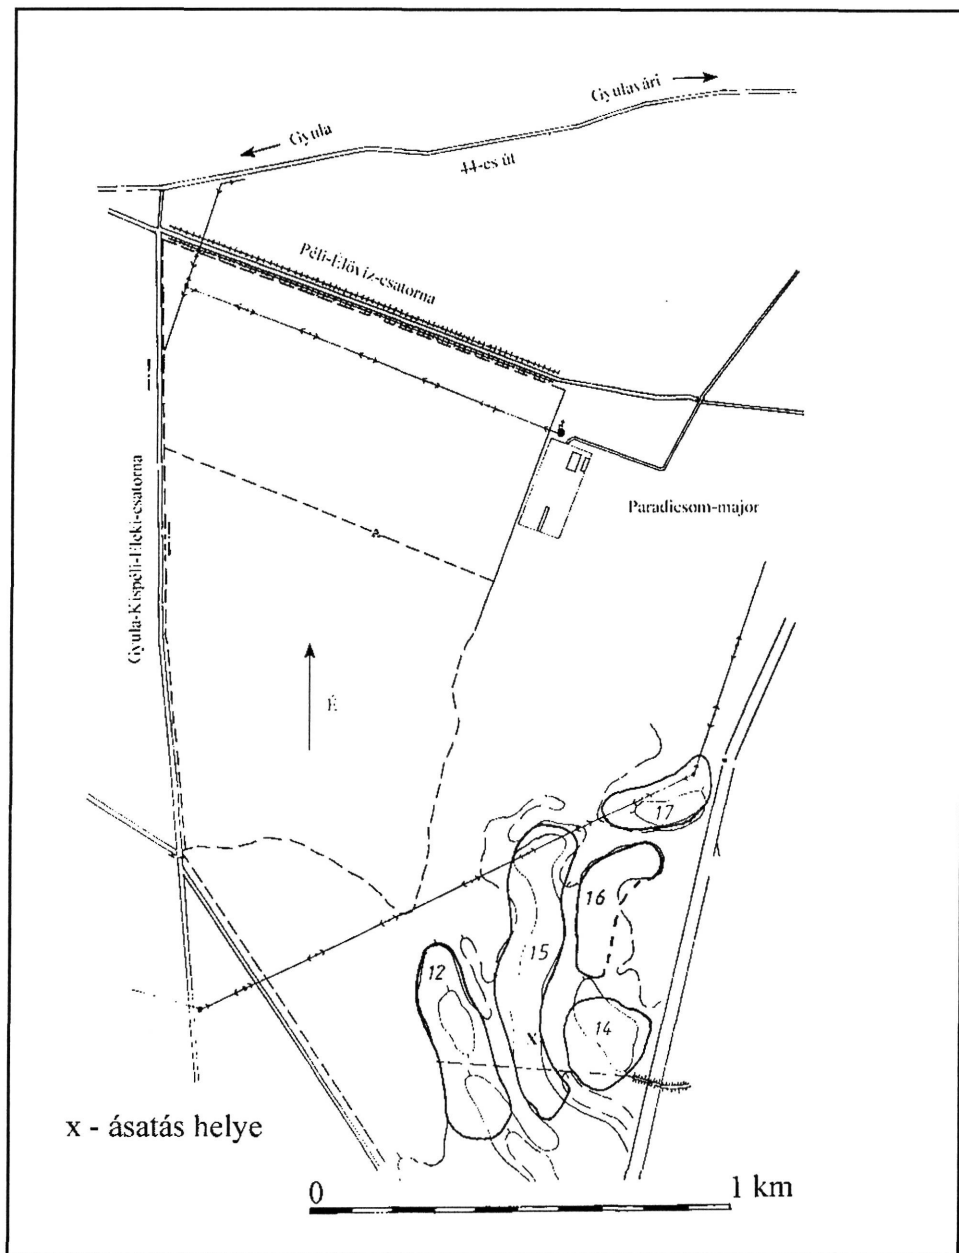 Gyulavári
Gyula
44-es út
Péli-Élővíz-csatorna
Gyula-Kispéli-Eleki-csatorna
Paradicsom-major
É
17
16
15
12
14
x
x - ásatás helye
0 1 km